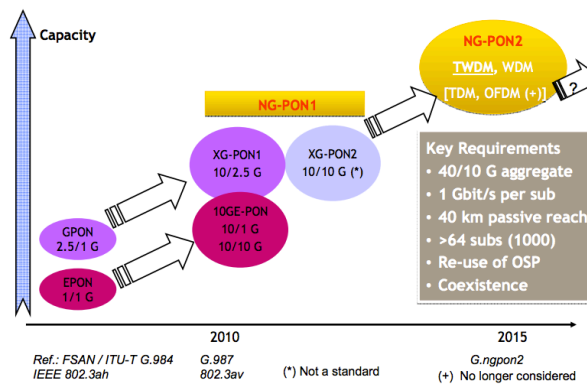 Capacity
NG-PON2
TWDM, WDM
[TDM, OFDM (+)]
?
NG-PON1
XG-PON1
10/2.5 G
XG-PON2
10/10 G (*)
10GE-PON
10/1 G
10/10 G
GPON
2.5/1 G
EPON
1/1 G
Key Requirements
• 40/10 G aggregate
• 1 Gbit/s per sub
• 40 km passive reach
• >64 subs (1000)
• Re-use of OSP
• Coexistence
2010
2015
Ref.: FSAN / ITU-T G.984
IEEE 802.3ah
G.987
802.3av
(*) Not a standard
G.ngpon2
(+) No longer considered